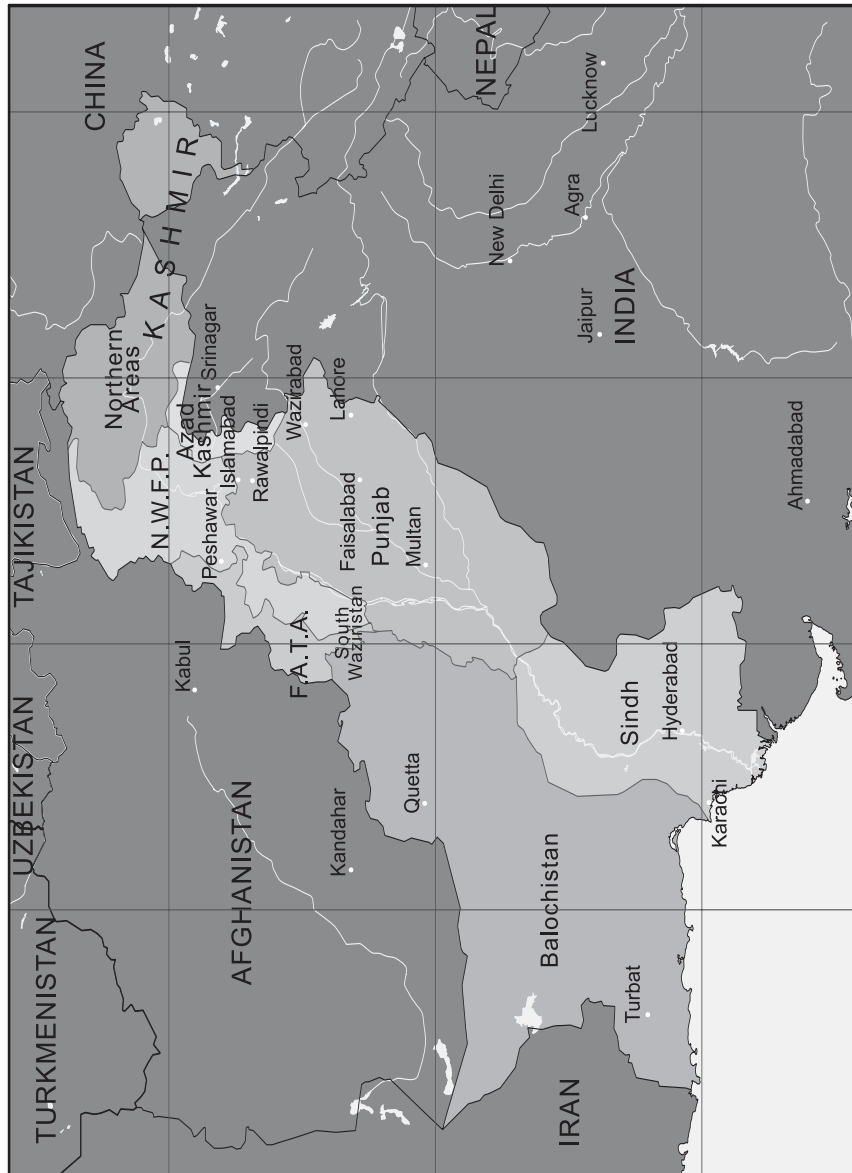 TURKMENISTAN
UZBEKISTAN
TAJIKISTAN
CHINA
AFGHANISTAN
Kabul
Kandahar
Northern
Areas
KASHMIR
N.W.F.P.
Azad
Kashmir
Srinagar
Peshawar
Islamabad
Rawalpindi
Wazirabad
F.A.T.A.
South
Waziristan
Lahore
Faisalabad
Punjab
Multan
Quetta
Balochistan
Turbat
IRAN
Sindh
Hyderabad
Karachi
NEPAL
New Delhi
Agra
Lucknow
Jaipur
INDIA
Ahmadabad